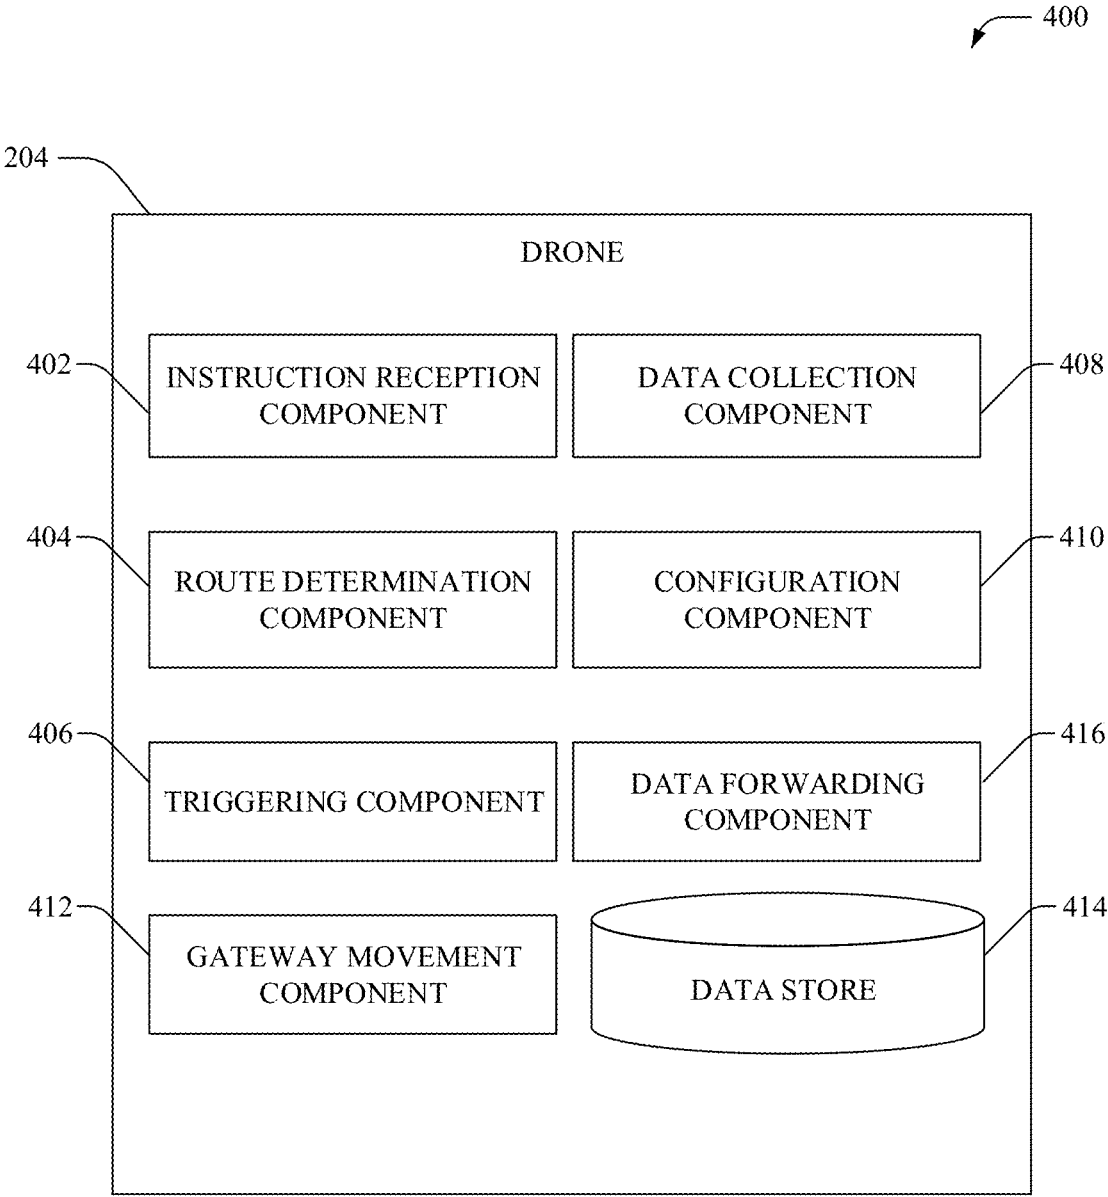 400
204
DRONE
402
INSTRUCTION RECEPTION
COMPONENT
DATA COLLECTION
COMPONENT
408
404
ROUTE DETERMINATION
COMPONENT
CONFIGURATION
COMPONENT
410
406
TRIGGERING COMPONENT
DATA FORWARDING
COMPONENT
416
412
GATEWAY MOVEMENT
COMPONENT
DATA STORE
414